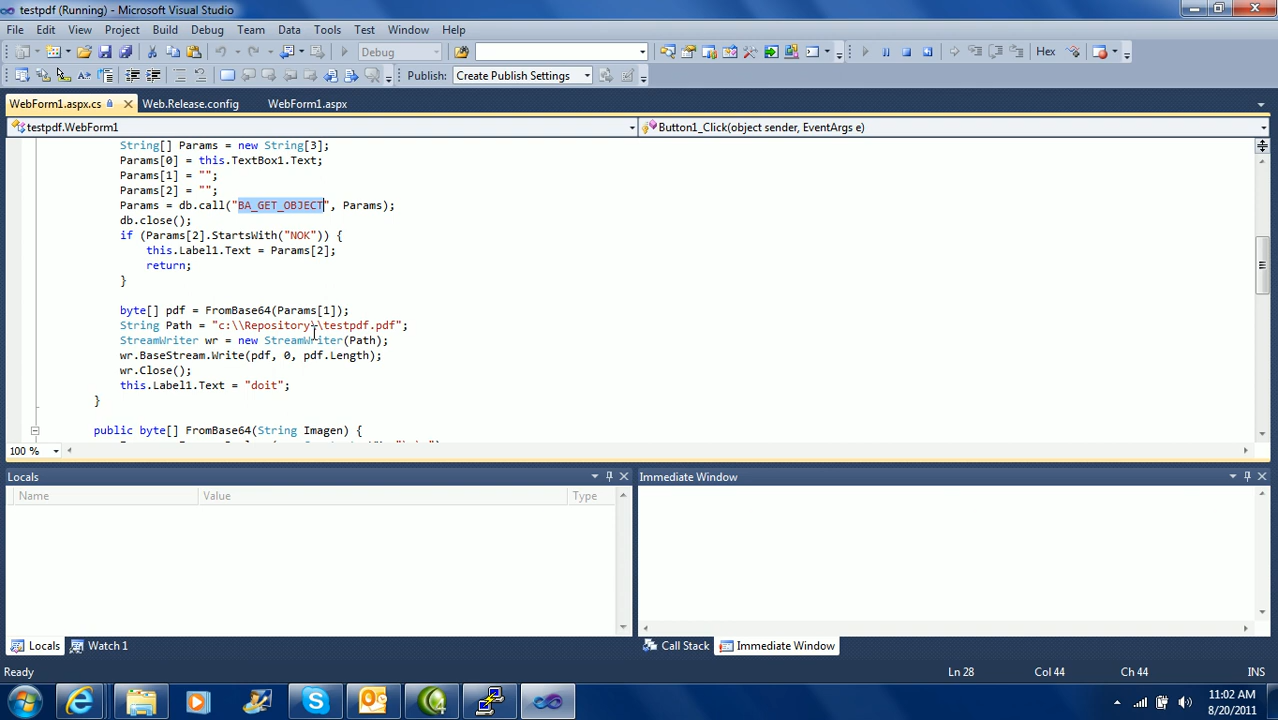 testpdf (Running) - Microsoft Visual Studio
File Edit View Project Build Debug Team Data Tools Test Window Help
Debug Hex
Publish: Create Publish Settings
WebForm1.aspx.cs Web.Release.config WebForm1.aspx
testpdf.WebForm1 Button1_Click(object sender, EventArgs e)
String[] Params = new String[3];
Params[0] = this.TextBox1.Text;
Params[1] = "";
Params[2] = "";
Params = db.call("BA_GET_OBJECT", Params);
db.close();
if (Params[2].StartsWith("NOK")) {
this.Label1.Text = Params[2];
return;
}
byte[] pdf = FromBase64(Params[1]);
String Path = "c:\\Repository\\testpdf.pdf";
StreamWriter wr = new StreamWriter(Path);
wr.BaseStream.Write(pdf, 0, pdf.Length);
wr.Close();
this.Label1.Text = "doit";
}
public byte[] FromBase64(String Imagen) {
100 %
Locals Immediate Window
Name Value Type
Locals Watch 1 Call Stack Immediate Window
Ready Ln 28 Col 44 Ch 44 INS
11:02 AM
8/20/2011